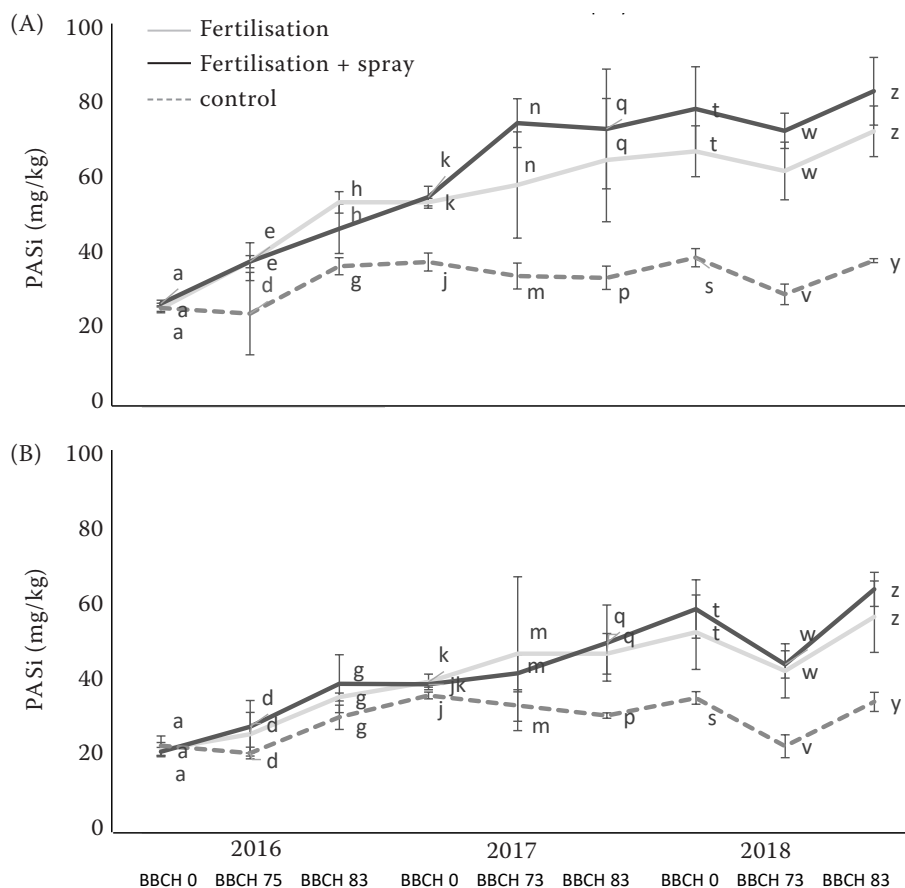 (A)
100
80
60
40
20
0
PASi (mg/kg)
Fertilisation
Fertilisation + spray
control
a
a
a
e
e
d
h
h
g
k
k
j
n
n
m
q
q
p
t
t
s
w
w
v
z
z
y
(B)
100
80
60
40
20
0
PASi (mg/kg)
a
a
a
d
d
d
g
g
g
k
jk
j
m
m
m
q
q
p
t
t
s
w
w
v
z
z
y
2016 2017 2018
BBCH 0 BBCH 75 BBCH 83 BBCH 0 BBCH 73 BBCH 83 BBCH 0 BBCH 73 BBCH 83